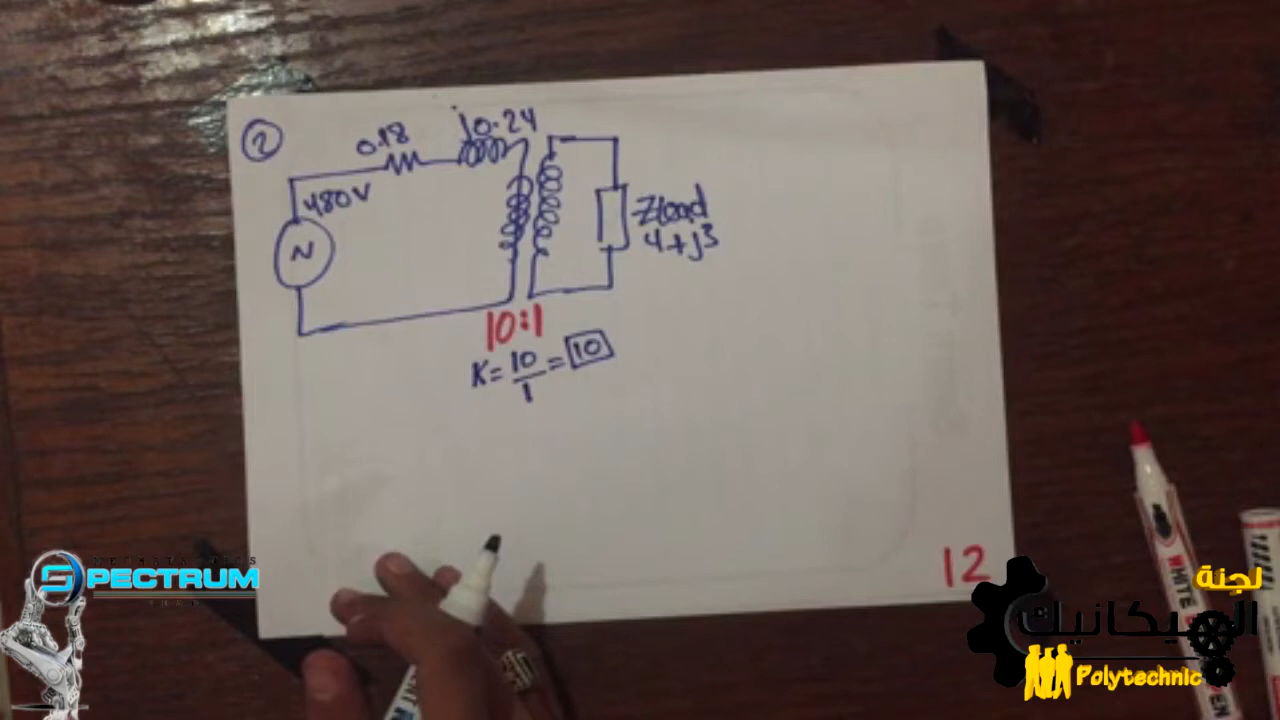 2
0.18
j0.24
480V
~
Zload
4+j3
10:1
K = 10/1 = 10
12
SPECTRUM
لجنة
الميكانيك
Polytechnic
WHITE